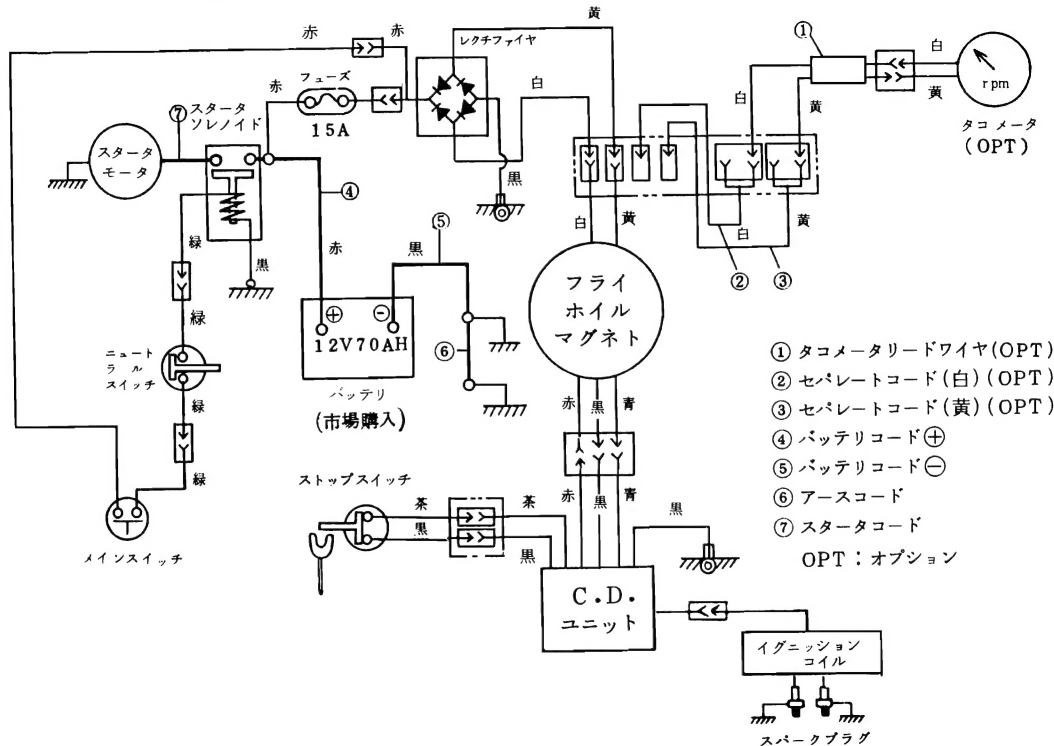 赤
黄
レクチファイヤ
①
白
rpm
黄
タコメータ
(OPT)
フューズ
赤
15A
⑦スタータ
ソレノイド
スタータ
モータ
白
白
黄
黒
④
⑤
緑
黒
赤
黒
白
黄
白
黄
②
③
フライ
ホイル
マグネト
緑
⊕
⊖
12V70AH
⑥
ニュート
ラル
スイッチ
バッテリ
(市場購入)
緑
赤
黒
青
① タコメータリードワイヤ(OPT)
② セパレートコード(白)(OPT)
③ セパレートコード(黄)(OPT)
④ バッテリコード⊕
⑤ バッテリコード⊖
⑥ アースコード
⑦ スタータコード
OPT：オプション
緑
ストップスイッチ
赤
黒
青
茶
茶
黒
黒
黒
メインスイッチ
C.D.
ユニット
イグニッション
コイル
スパークプラグ